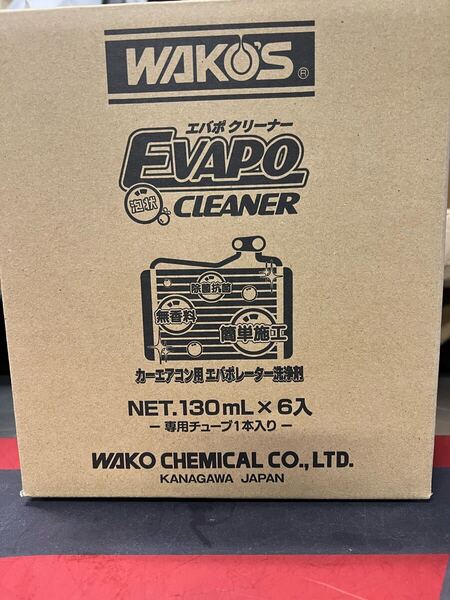 WAKO'S®
エバポクリーナー
EVAPO
泡状
CLEANER
除菌抗菌
無香料
簡単施工
カーエアコン用 エバポレーター洗浄剤
NET.130mL×6入
– 専用チューブ1本入り –
WAKO CHEMICAL CO.,LTD.
KANAGAWA JAPAN